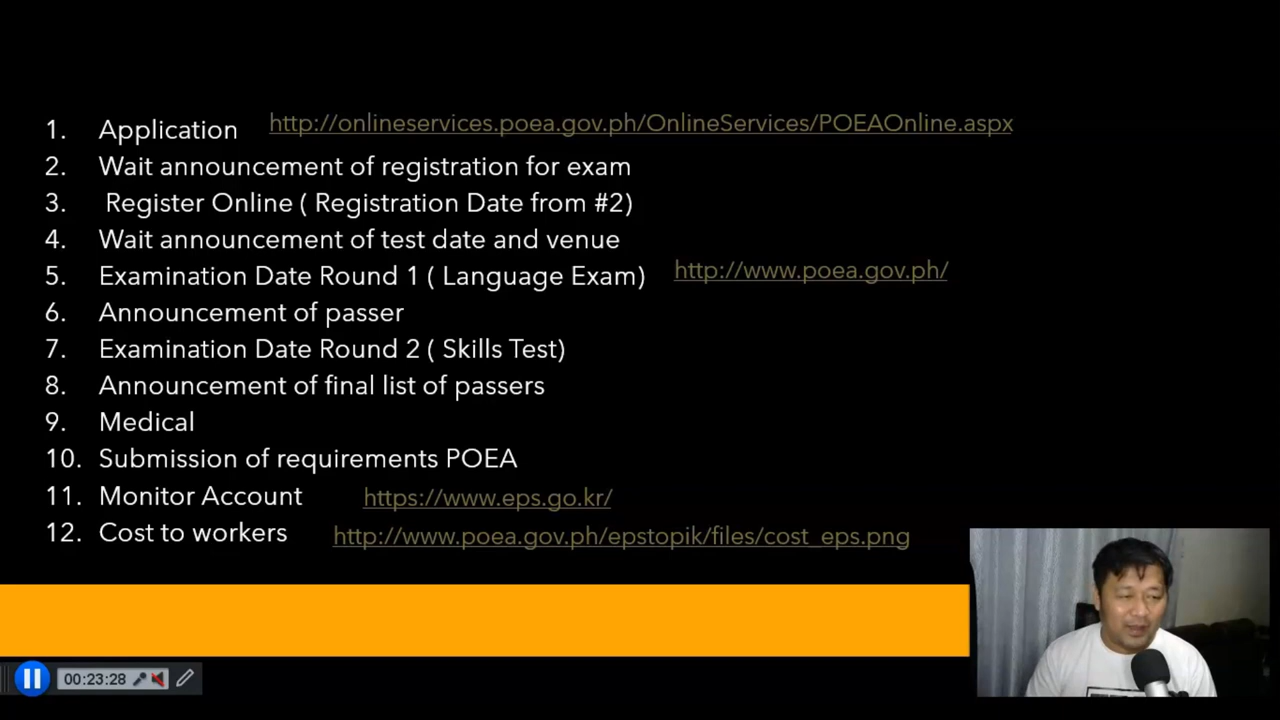 1. Application http://onlineservices.poea.gov.ph/OnlineServices/POEAOnline.aspx
2. Wait announcement of registration for exam
3. Register Online ( Registration Date from #2)
4. Wait announcement of test date and venue
5. Examination Date Round 1 ( Language Exam) http://www.poea.gov.ph/
6. Announcement of passer
7. Examination Date Round 2 ( Skills Test)
8. Announcement of final list of passers
9. Medical
10. Submission of requirements POEA
11. Monitor Account https://www.eps.go.kr/
12. Cost to workers http://www.poea.gov.ph/epstopik/files/cost_eps.png
00:23:28